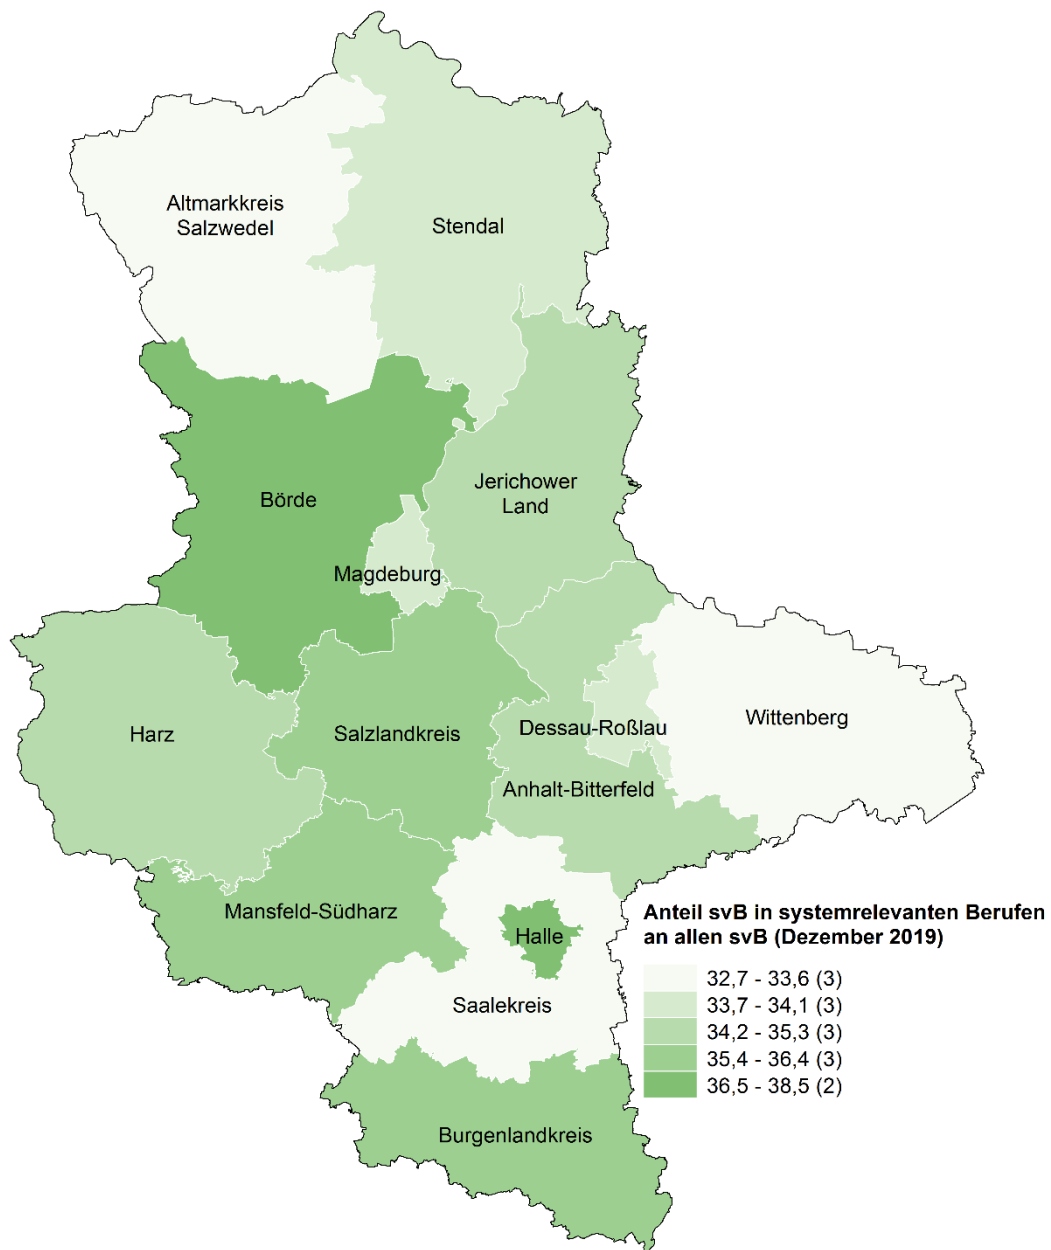 Altmarkkreis
Salzwedel
Stendal
Börde
Jerichower
Land
Magdeburg
Harz
Salzlandkreis
Dessau-Roßlau
Wittenberg
Anhalt-Bitterfeld
Mansfeld-Südharz
Halle
Saalekreis
Burgenlandkreis
Anteil svB in systemrelevanten Berufen
an allen svB (Dezember 2019)
32,7 - 33,6 (3)
33,7 - 34,1 (3)
34,2 - 35,3 (3)
35,4 - 36,4 (3)
36,5 - 38,5 (2)